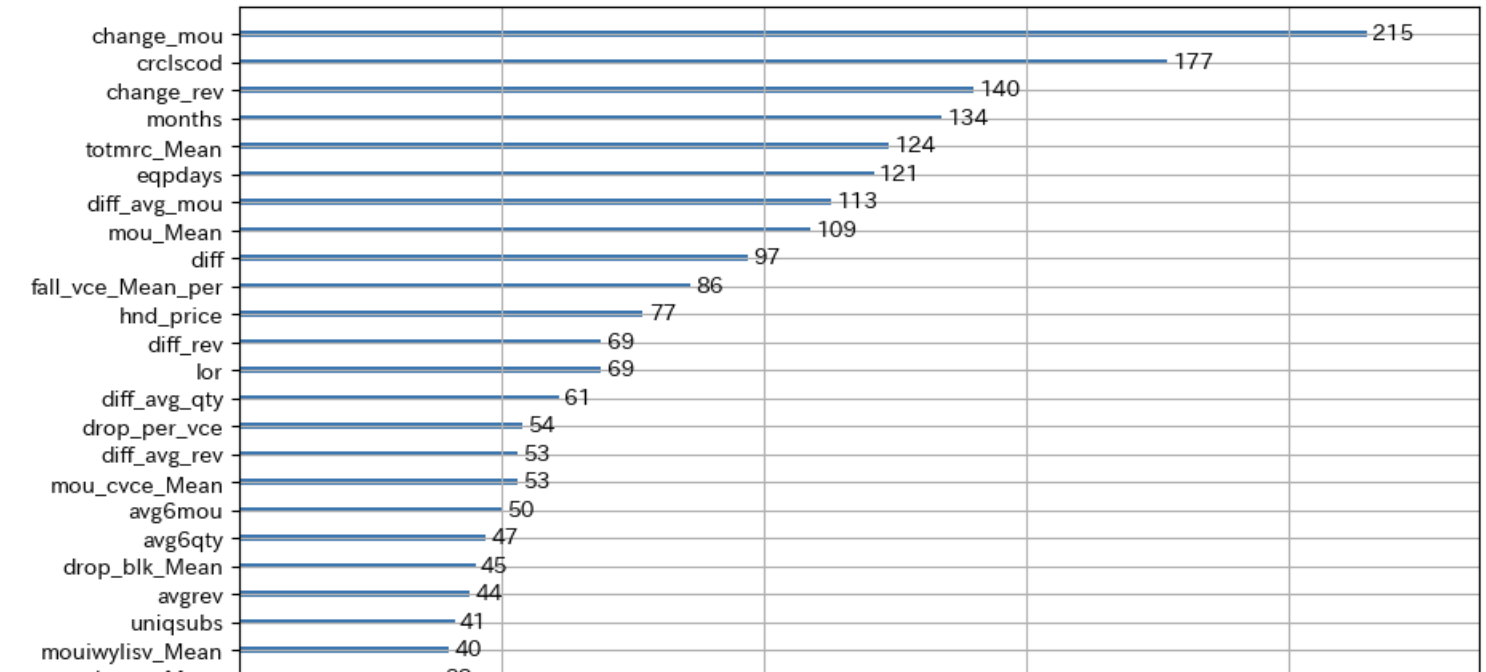 change_mou 215
crclscod 177
change_rev 140
months 134
totmrc_Mean 124
eqpdays 121
diff_avg_mou 113
mou_Mean 109
diff 97
fall_vce_Mean_per 86
hnd_price 77
diff_rev 69
lor 69
diff_avg_qty 61
drop_per_vce 54
diff_avg_rev 53
mou_cvce_Mean 53
avg6mou 50
avg6qty 47
drop_blk_Mean 45
avgrev 44
uniqsubs 41
mouiwylisv_Mean 40